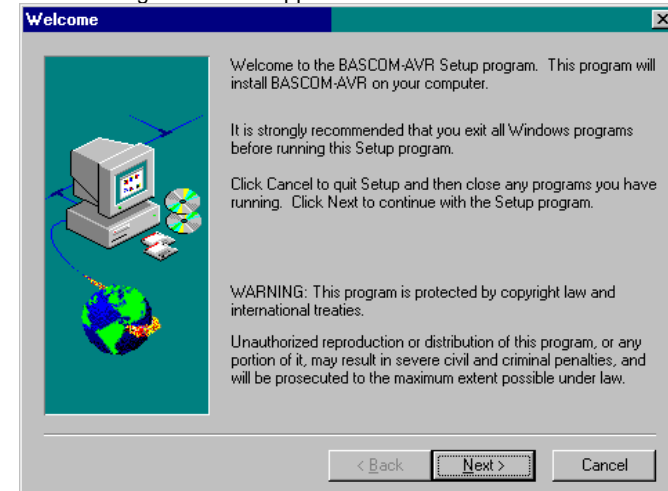 Welcome
Welcome to the BASCOM-AVR Setup program. This program will
install BASCOM-AVR on your computer.
It is strongly recommended that you exit all Windows programs
before running this Setup program.
Click Cancel to quit Setup and then close any programs you have
running. Click Next to continue with the Setup program.
WARNING: This program is protected by copyright law and
international treaties.
Unauthorized reproduction or distribution of this program, or any
portion of it, may result in severe civil and criminal penalties, and
will be prosecuted to the maximum extent possible under law.
< Back Next > Cancel